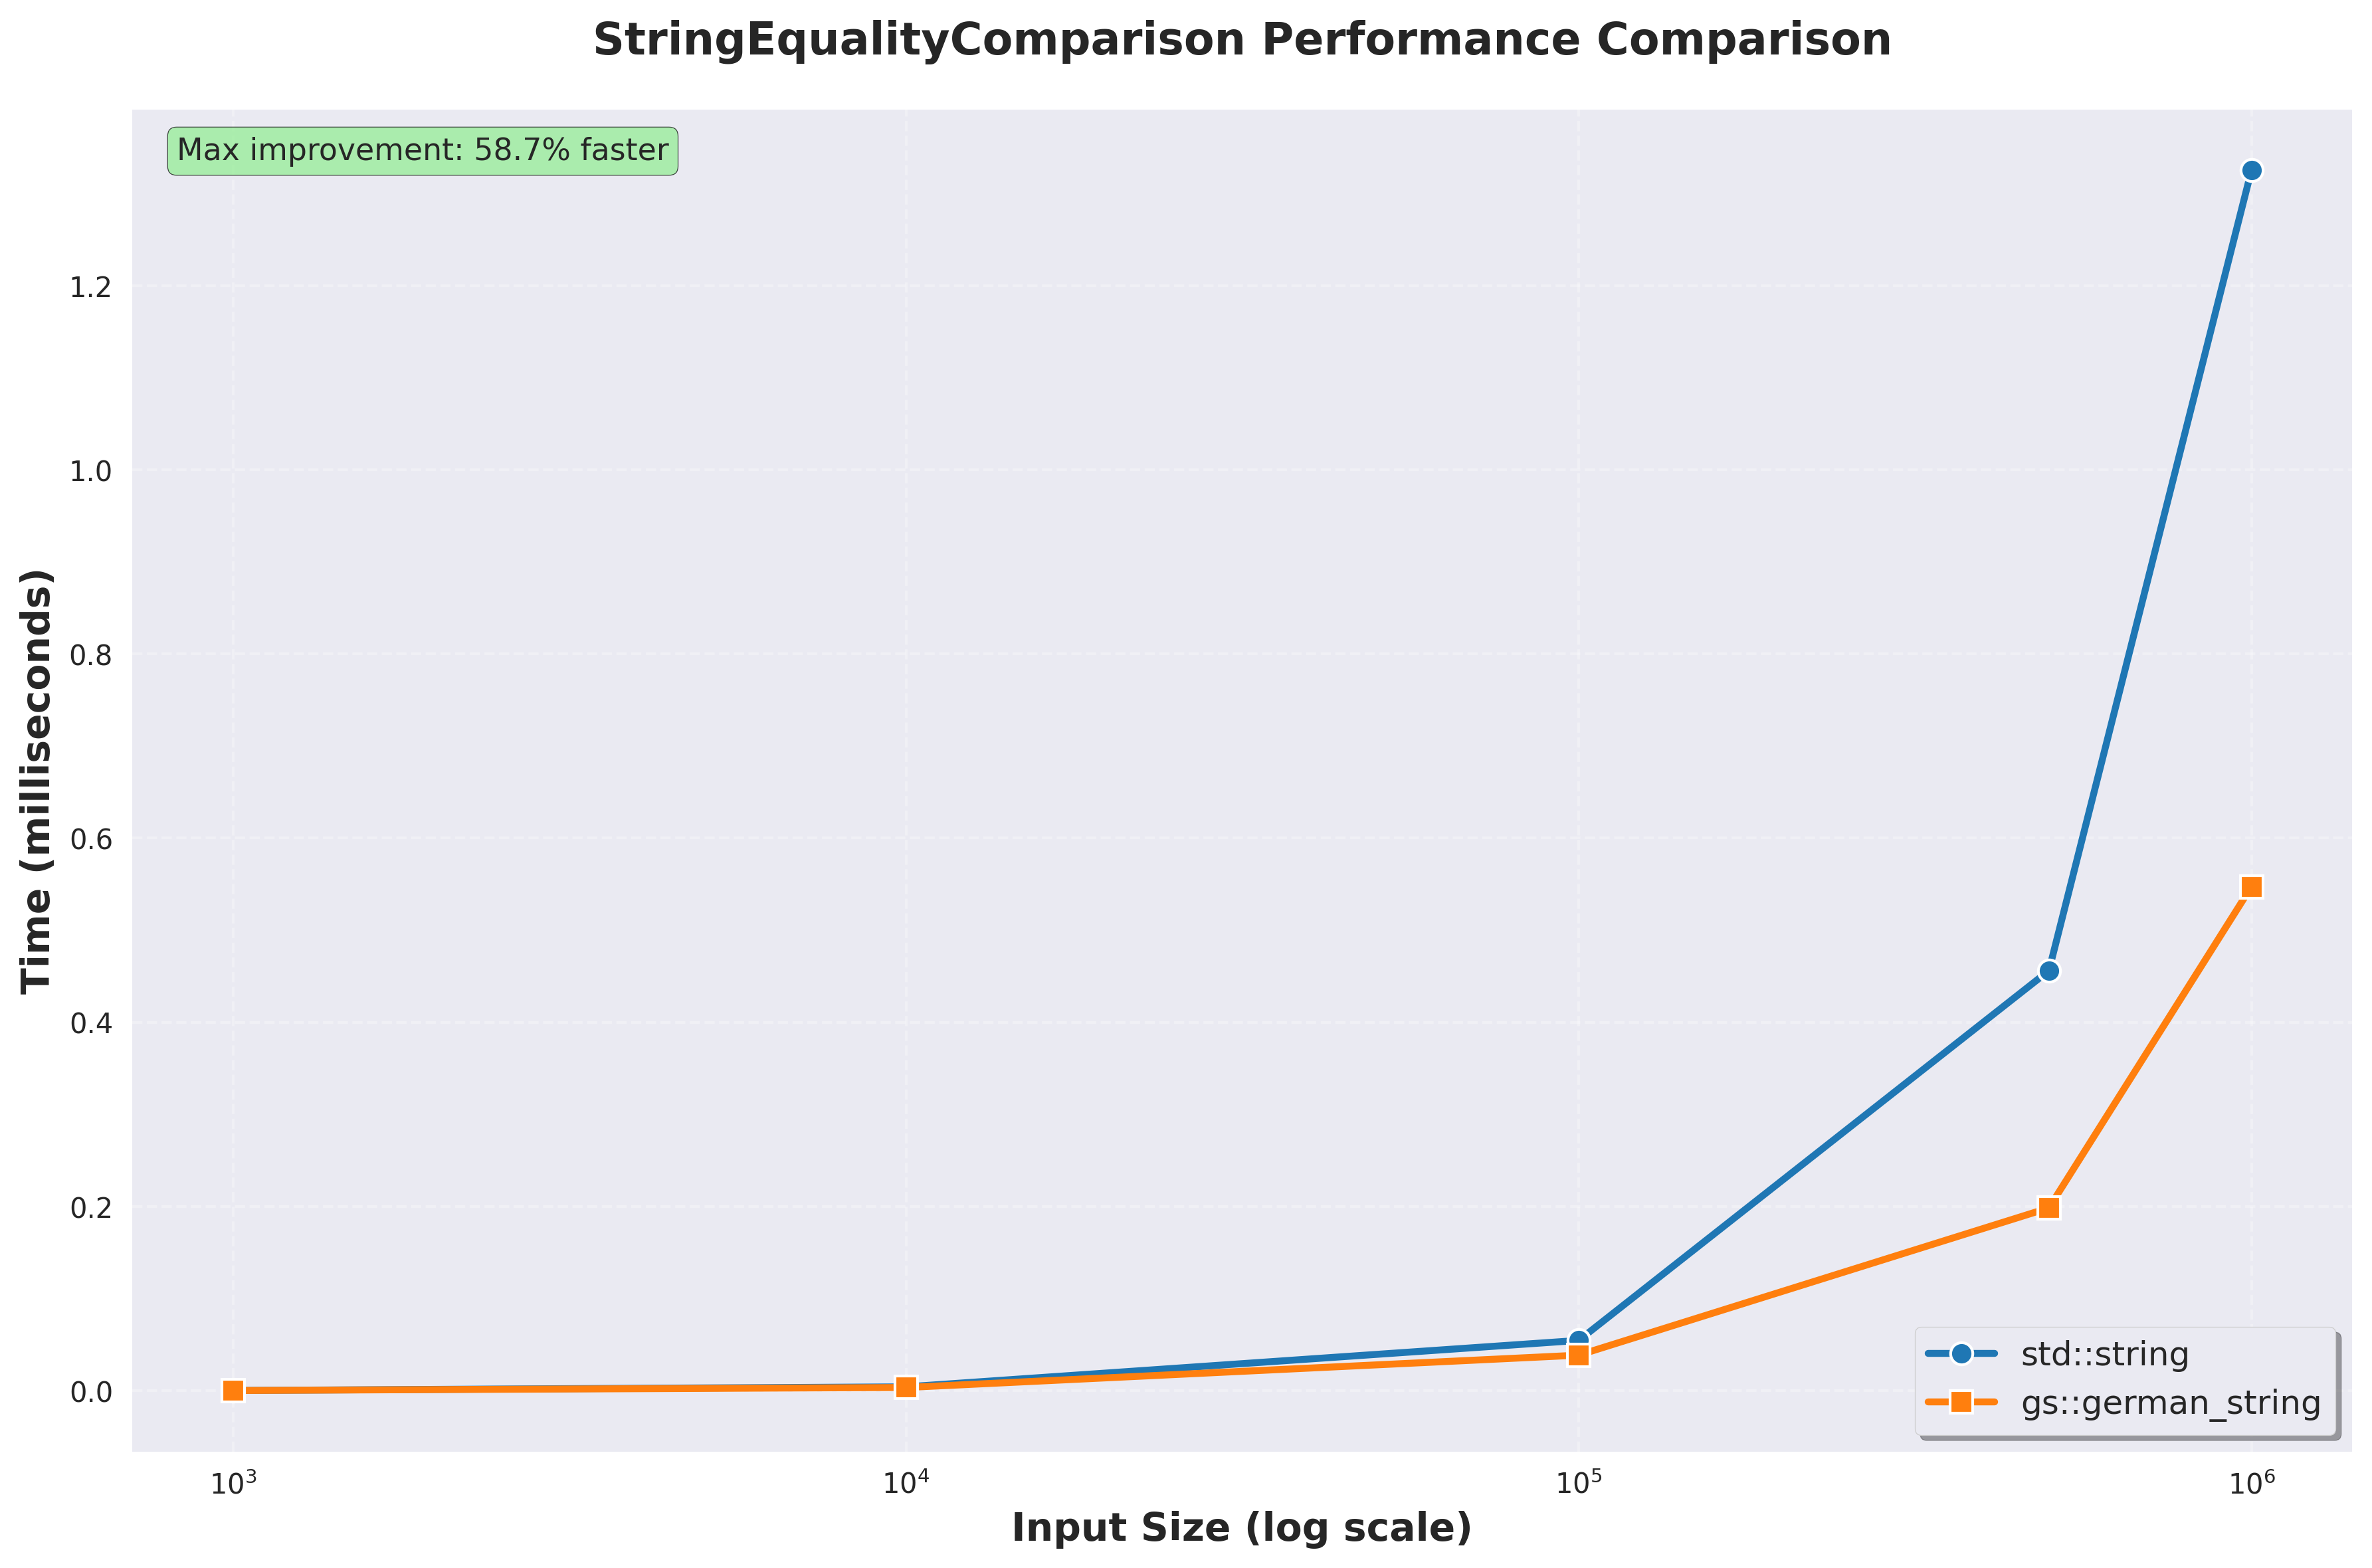 StringEqualityComparison Performance Comparison
Max improvement: 58.7% faster
Time (milliseconds)
1.2
1.0
0.8
0.6
0.4
0.2
0.0
std::string
gs::german_string
10³
10⁴
10⁵
10⁶
Input Size (log scale)